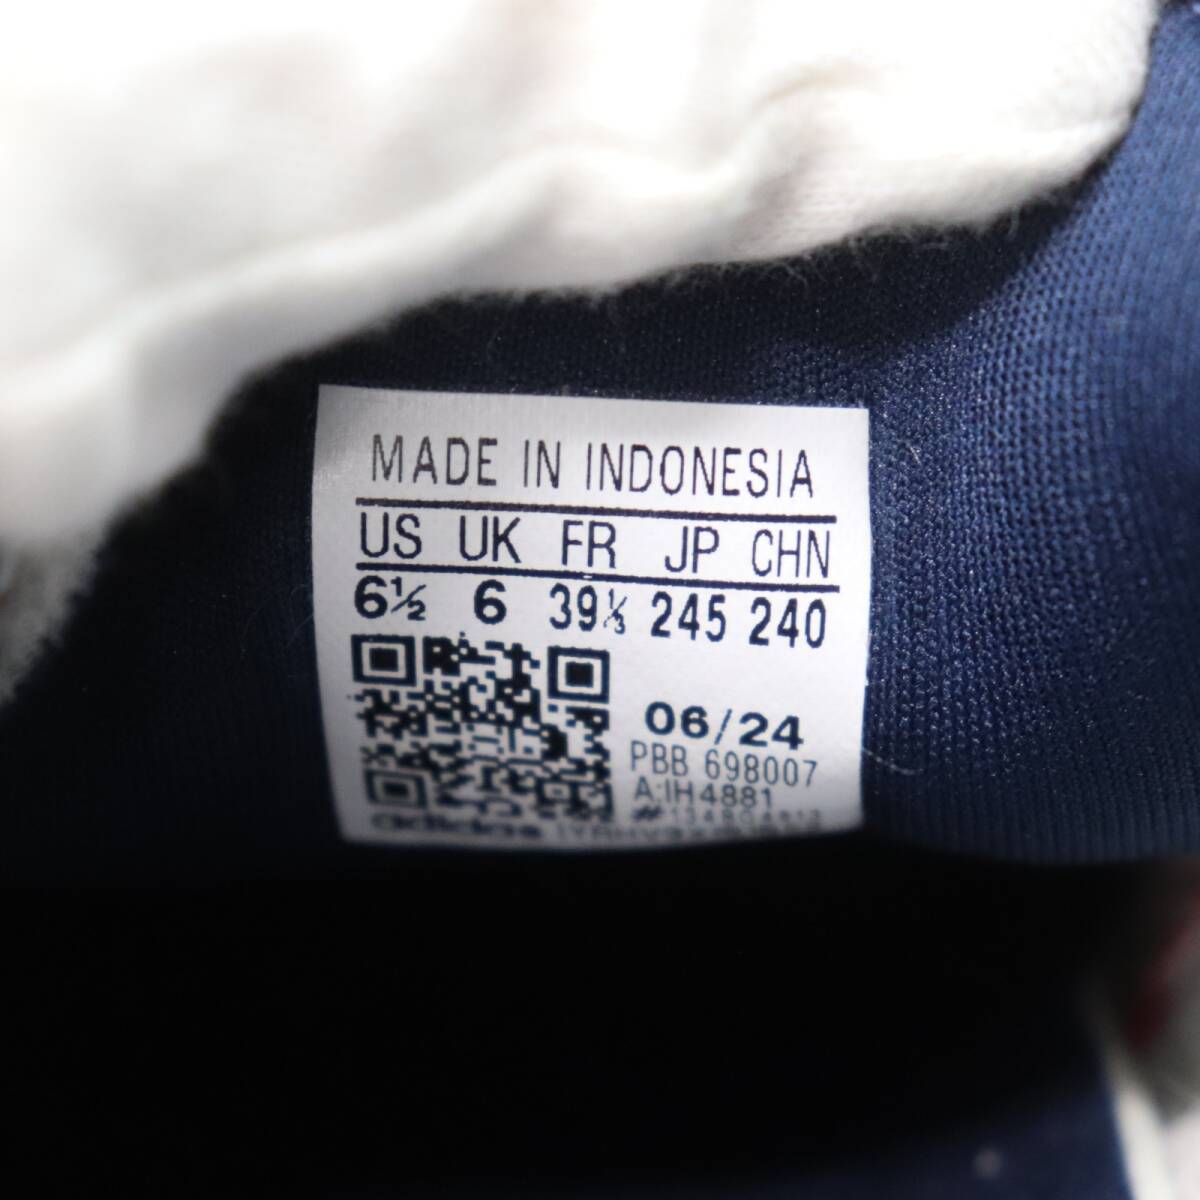 MADE IN INDONESIA
US UK FR JP CHN
6½ 6 39⅓ 245 240
06/24
PBB 698007
A:IH4881
adidas